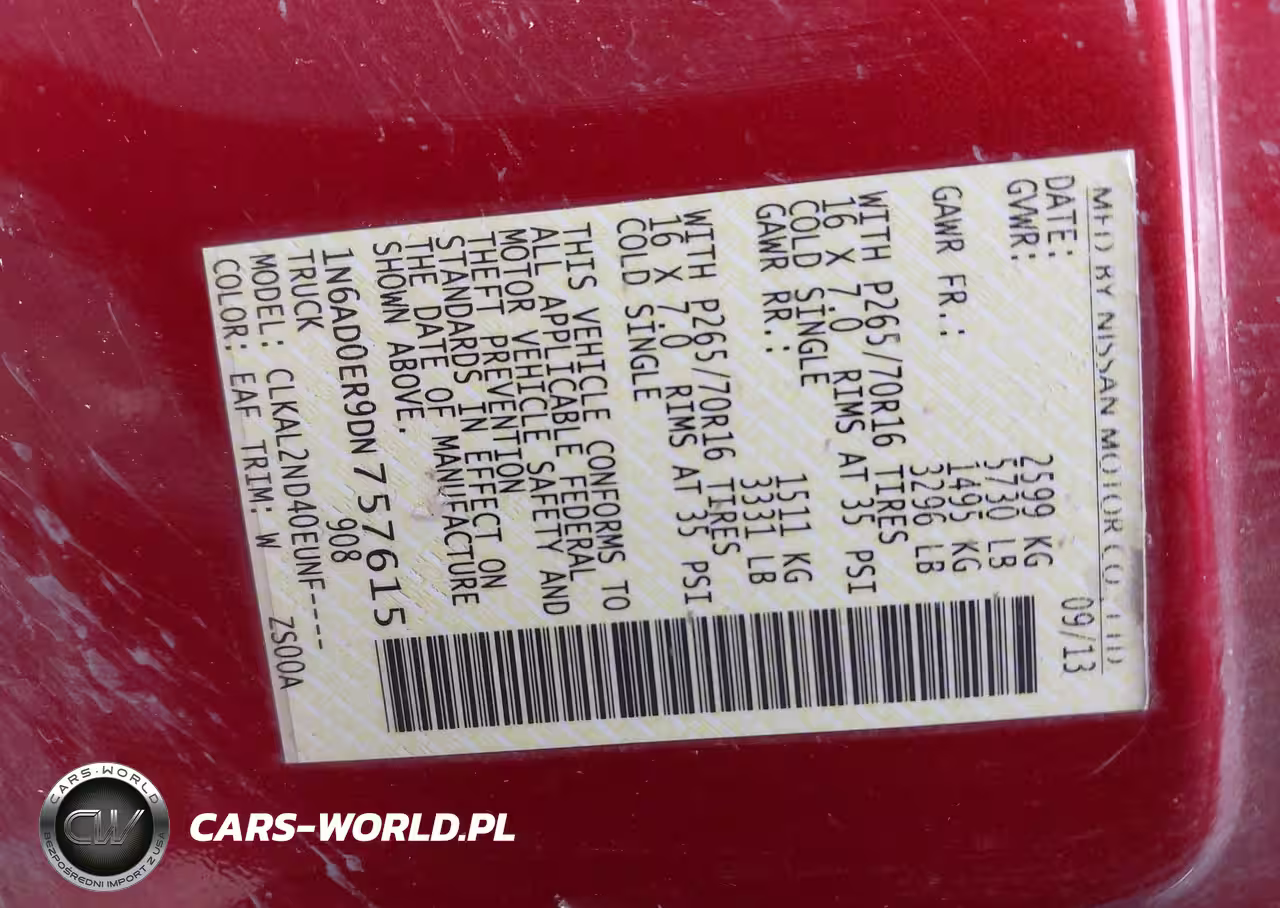 MFD BY NISSAN MOTOR CO., LTD.
DATE: 09/13
GVWR: 2599 KG
5730 LB
GAWR FR.: 1495 KG
3296 LB
WITH P265/70R16 TIRES
16 X 7.0 RIMS AT 35 PSI
COLD SINGLE
GAWR RR.: 1511 KG
3331 LB
WITH P265/70R16 TIRES
16 X 7.0 RIMS AT 35 PSI
COLD SINGLE
THIS VEHICLE CONFORMS TO
ALL APPLICABLE FEDERAL
MOTOR VEHICLE SAFETY AND
THEFT PREVENTION
STANDARDS IN EFFECT ON
THE DATE OF MANUFACTURE
SHOWN ABOVE.
1N6AD0ER9DN757615
TRUCK 908
MODEL: CLKAL2ND40EUNF----
COLOR: EAF TRIM: W ZS00A
CARS-WORLD
CW
BEZPOŚREDNI IMPORT Z USA
CARS-WORLD.PL